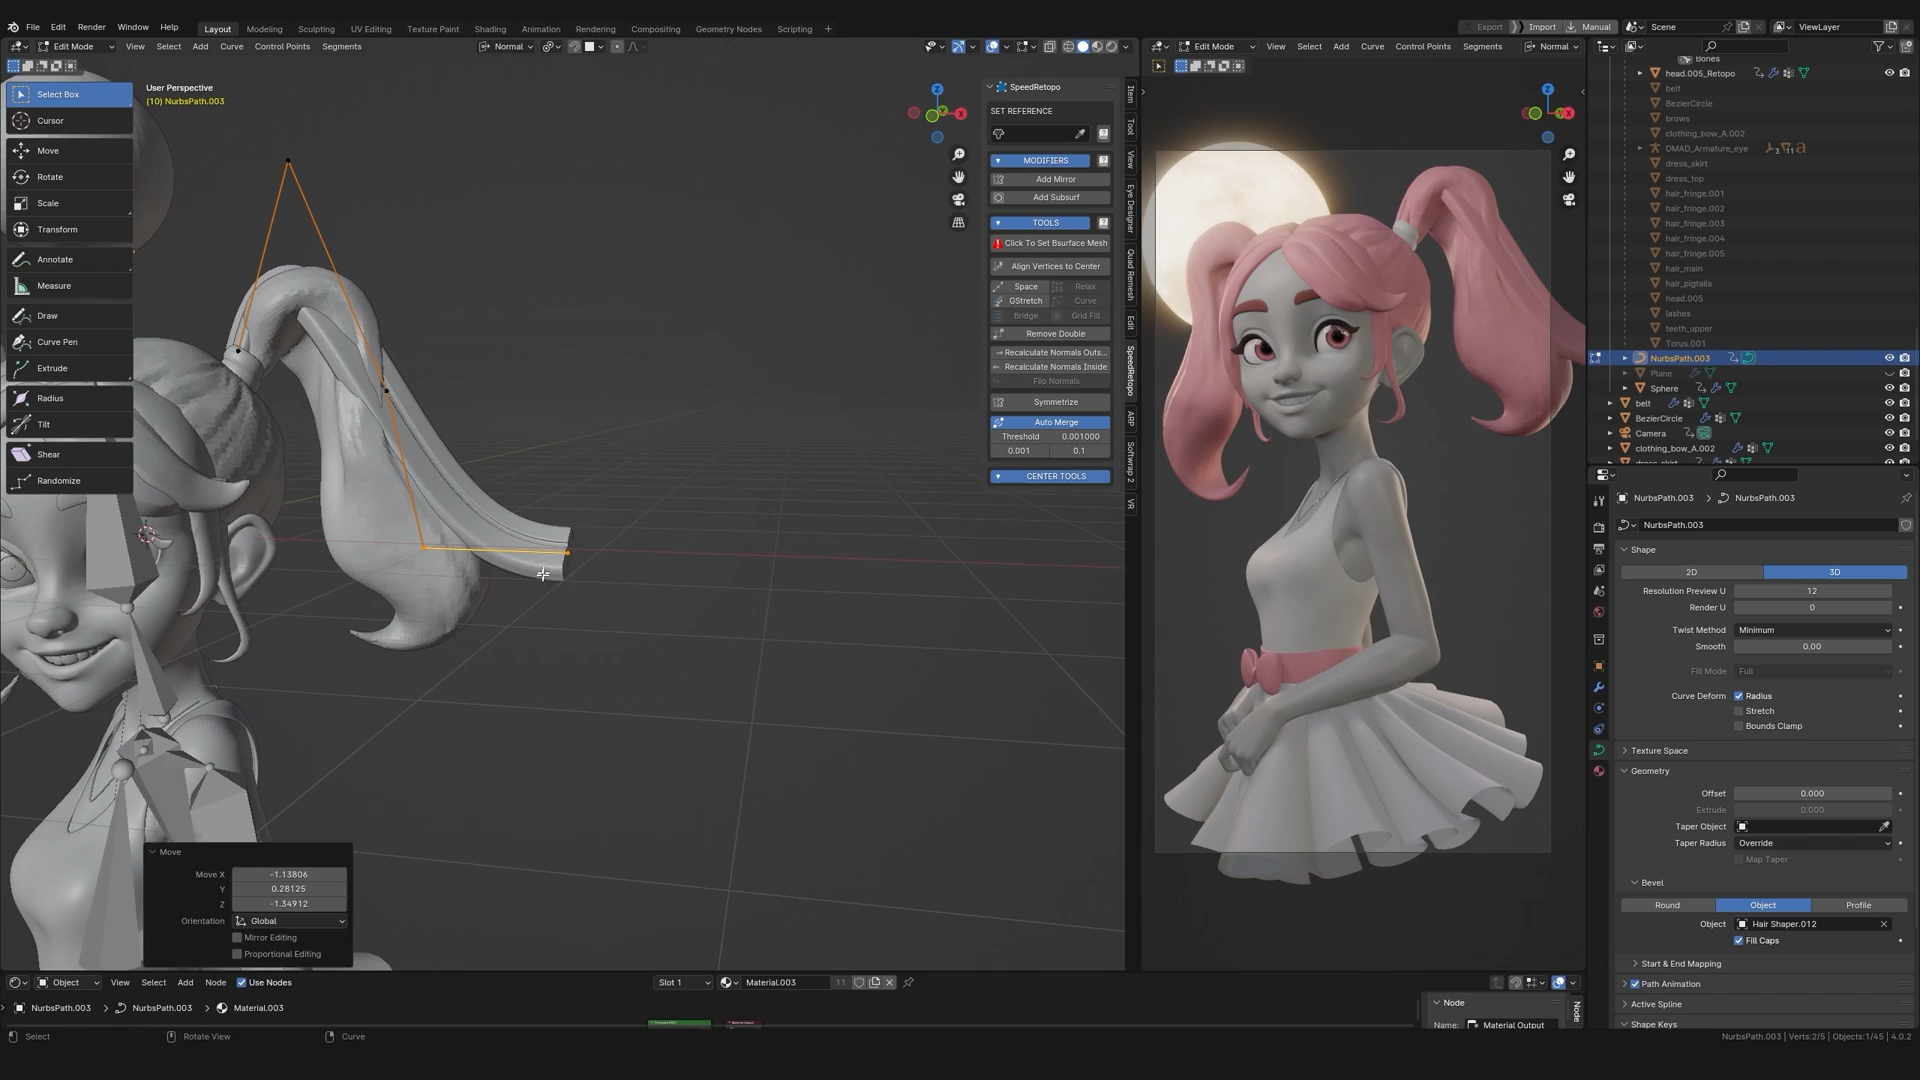 File Edit Render Window Help Layout Modeling Sculpting UV Editing Texture Paint Shading Animation Rendering Compositing Geometry Nodes Scripting + Export Import Manual Scene ViewLayer
Edit Mode View Select Add Curve Control Points Segments Normal
Edit Mode View Select Add Curve Control Points Segments Normal
Select Box
Cursor
Move
Rotate
Scale
Transform
Annotate
Measure
Draw
Curve Pen
Extrude
Radius
Tilt
Shear
Randomize
User Perspective
(10) NurbsPath.003
Z
X
SpeedRetopo
SET REFERENCE
MODIFIERS
Add Mirror
Add Subsurf
TOOLS
Click To Set Bsurface Mesh
Align Vertices to Center
Space Relax
GStretch Curve
Bridge Grid Fill
Remove Double
Recalculate Normals Outs...
Recalculate Normals Inside
Flip Normals
Symmetrize
Auto Merge
Threshold 0.001000
0.001 0.1
CENTER TOOLS
Item
Tool
View
Eye Designer
Quad Remesh
Edit
SpeedRetopo
ARP
Softwrap 2
VR
Z
X
Bones
head.005_Retopo
belt
BezierCircle
brows
clothing_bow_A.002
DMAD_Armature_eye
dress_skirt
dress_top
hair_fringe.001
hair_fringe.002
hair_fringe.003
hair_fringe.004
hair_fringe.005
hair_main
hair_pigtails
head.005
lashes
teeth_upper
Torus.001
NurbsPath.003
Plane
Sphere
belt
BezierCircle
Camera
clothing_bow_A.002
NurbsPath.003 NurbsPath.003
NurbsPath.003
Shape
2D 3D
Resolution Preview U 12
Render U 0
Twist Method Minimum
Smooth 0.00
Fill Mode Full
Curve Deform Radius
Stretch
Bounds Clamp
Texture Space
Geometry
Offset 0.000
Extrude 0.000
Taper Object
Taper Radius Override
Map Taper
Bevel
Round Object Profile
Object Hair Shaper.012
Fill Caps
Start & End Mapping
Path Animation
Active Spline
Shape Keys
Move
Move X -1.13806
Y 0.28125
Z -1.34912
Orientation Global
Mirror Editing
Proportional Editing
Object View Select Add Node Use Nodes Slot 1 Material.003 11
NurbsPath.003 NurbsPath.003 Material.003
Node
Name: Material Output
Node
Select Rotate View Curve
NurbsPath.003 | Verts:2/5 | Objects:1/45 | 4.0.2